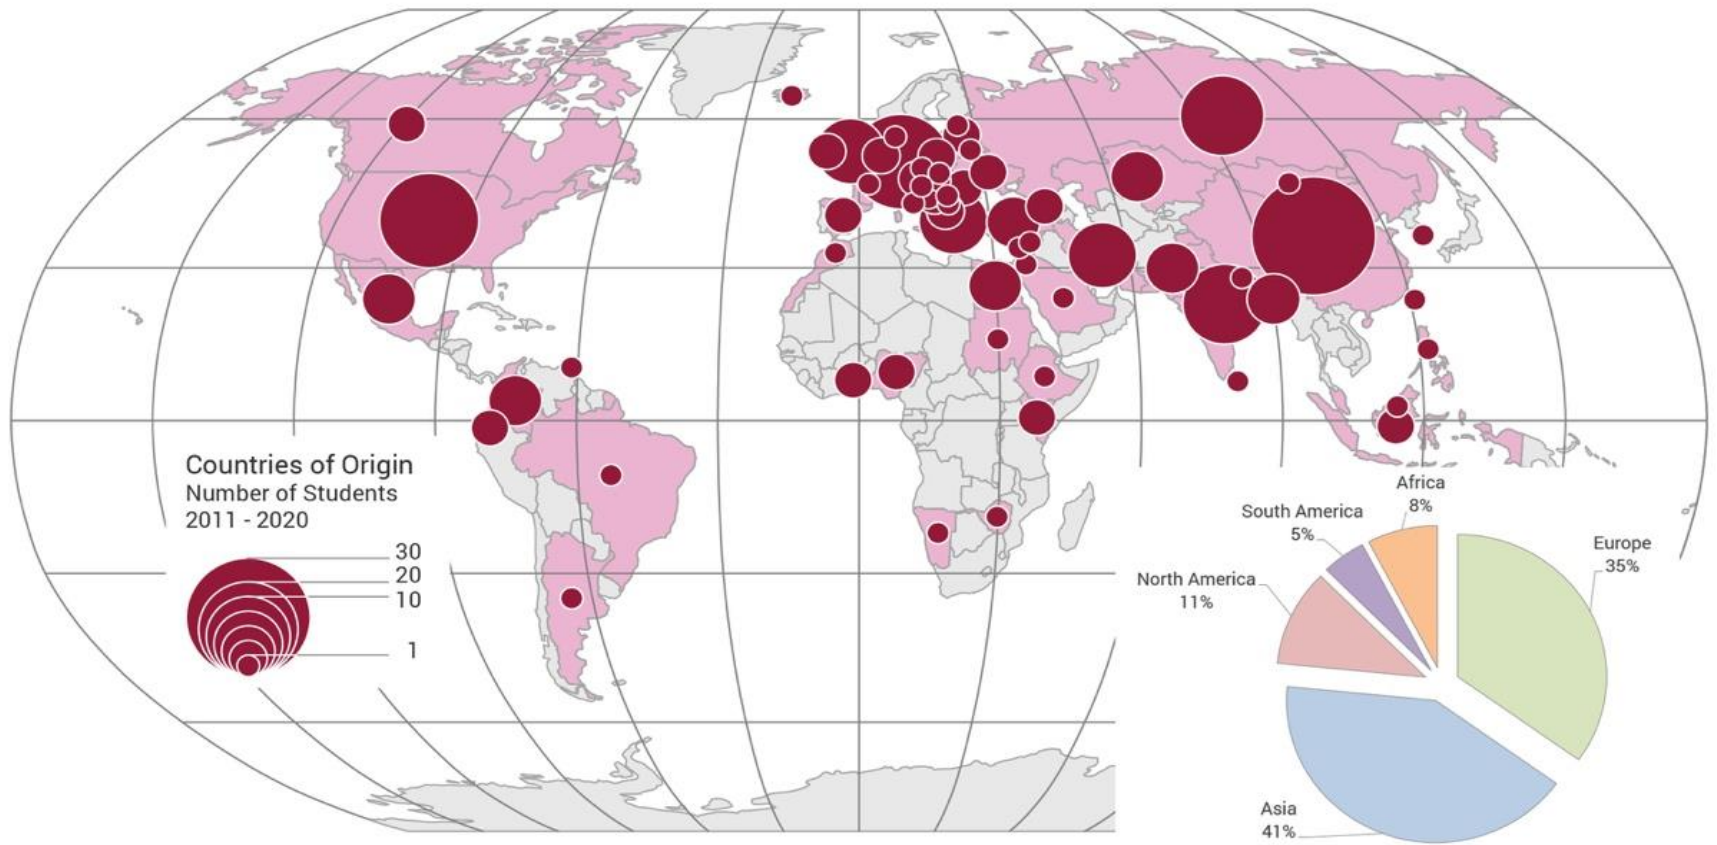 Countries of Origin
Number of Students
2011 - 2020
30
20
10
1
Africa
8%
South America
5%
Europe
35%
North America
11%
Asia
41%